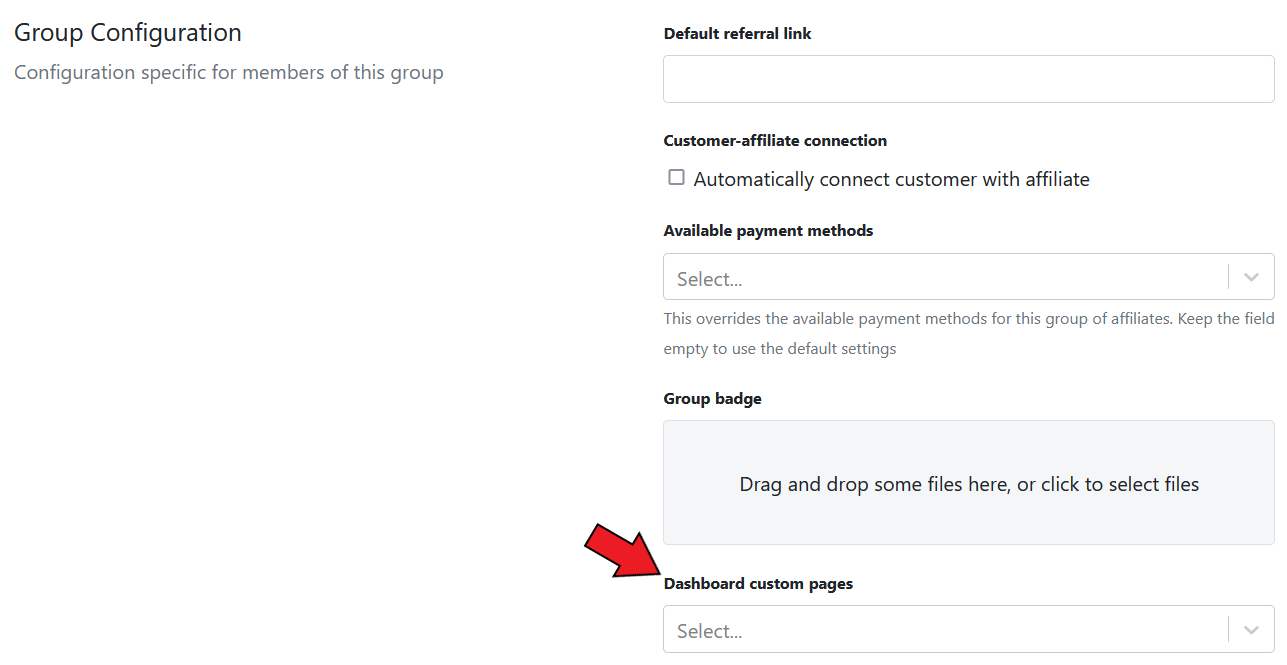 Group Configuration
Configuration specific for members of this group
Default referral link
Customer-affiliate connection
Automatically connect customer with affiliate
Available payment methods
Select...
This overrides the available payment methods for this group of affiliates. Keep the field
empty to use the default settings
Group badge
Drag and drop some files here, or click to select files
Dashboard custom pages
Select...